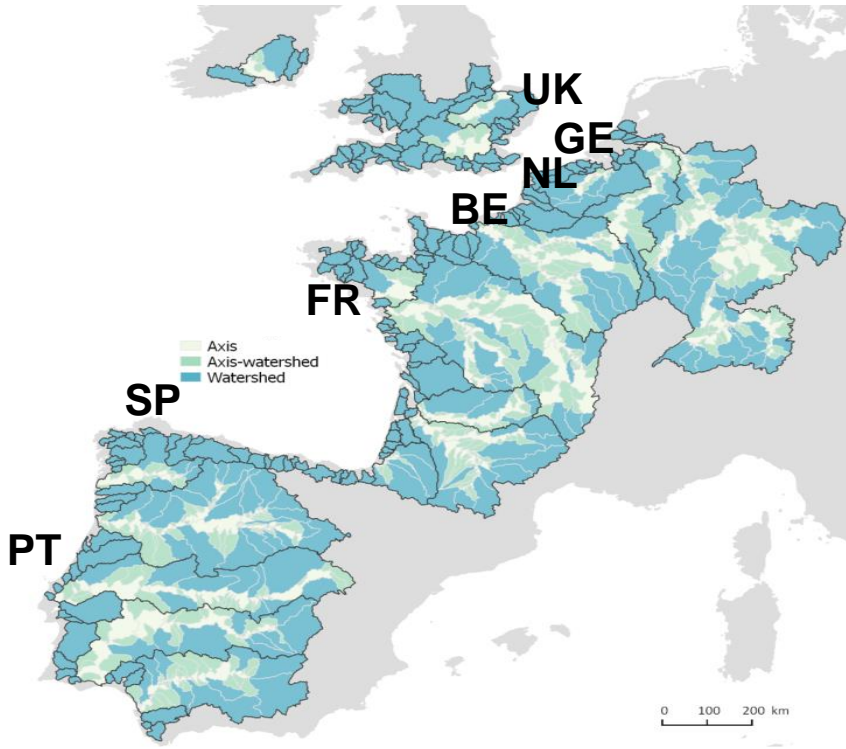 UK
GE
NL
BE
FR
Axis
Axis-watershed
Watershed
SP
PT
0 100 200 km